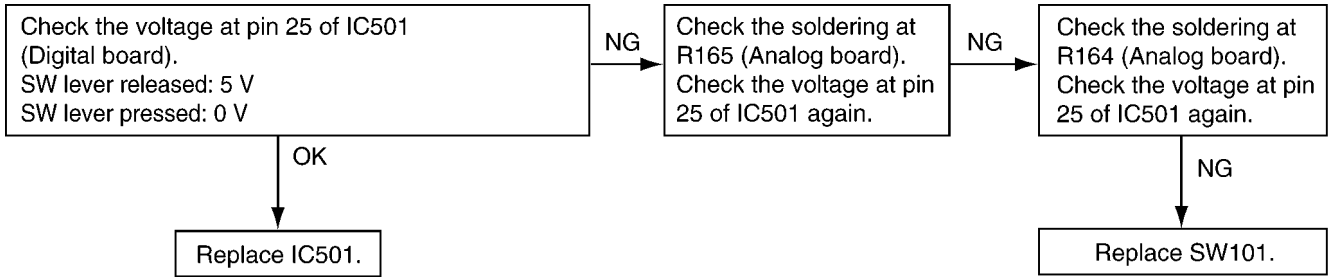 Check the voltage at pin 25 of IC501
(Digital board).
SW lever released: 5 V
SW lever pressed: 0 V
NG
Check the soldering at
R165 (Analog board).
Check the voltage at pin
25 of IC501 again.
NG
Check the soldering at
R164 (Analog board).
Check the voltage at pin
25 of IC501 again.
OK
NG
Replace IC501.
Replace SW101.